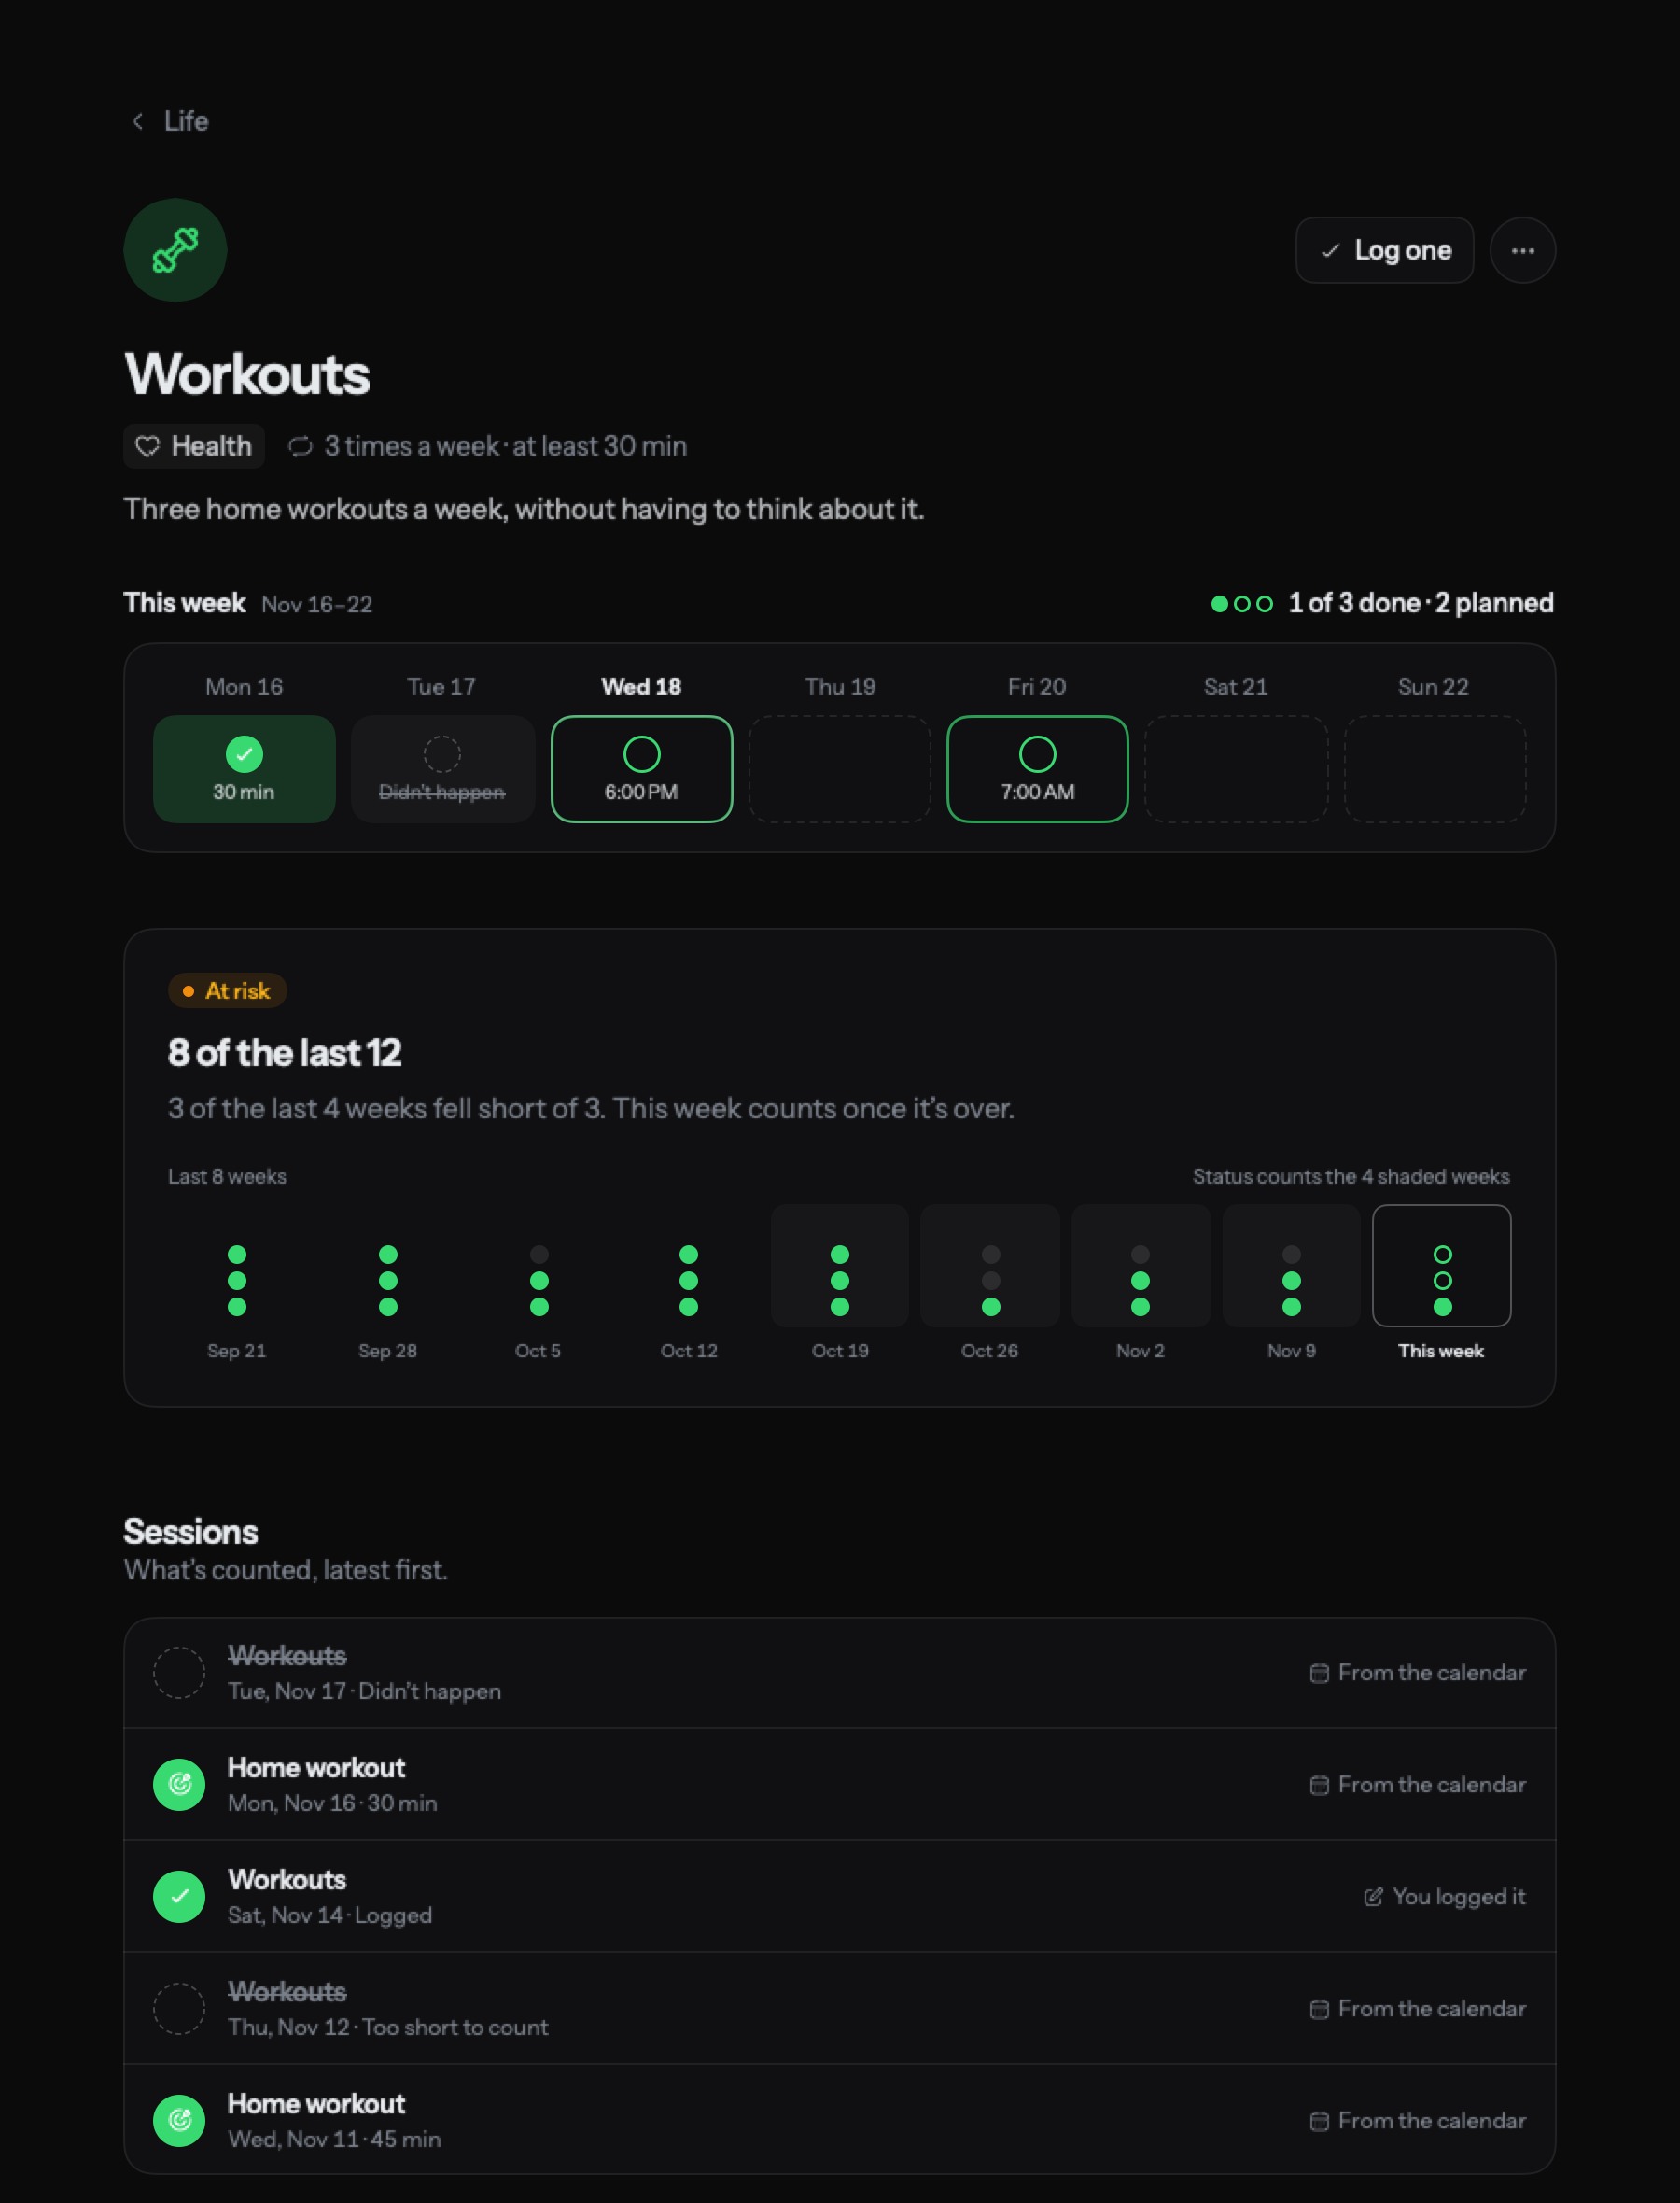 Life
Log one
Workouts
Health
3 times a week · at least 30 min
Three home workouts a week, without having to think about it.
This week Nov 16–22
1 of 3 done · 2 planned
Mon 16
Tue 17
Wed 18
Thu 19
Fri 20
Sat 21
Sun 22
30 min
Didn't happen
6:00 PM
7:00 AM
At risk
8 of the last 12
3 of the last 4 weeks fell short of 3. This week counts once it’s over.
Last 8 weeks
Status counts the 4 shaded weeks
Sep 21
Sep 28
Oct 5
Oct 12
Oct 19
Oct 26
Nov 2
Nov 9
This week
Sessions
What’s counted, latest first.
Workouts
Tue, Nov 17 · Didn’t happen
From the calendar
Home workout
Mon, Nov 16 · 30 min
From the calendar
Workouts
Sat, Nov 14 · Logged
You logged it
Workouts
Thu, Nov 12 · Too short to count
From the calendar
Home workout
Wed, Nov 11 · 45 min
From the calendar